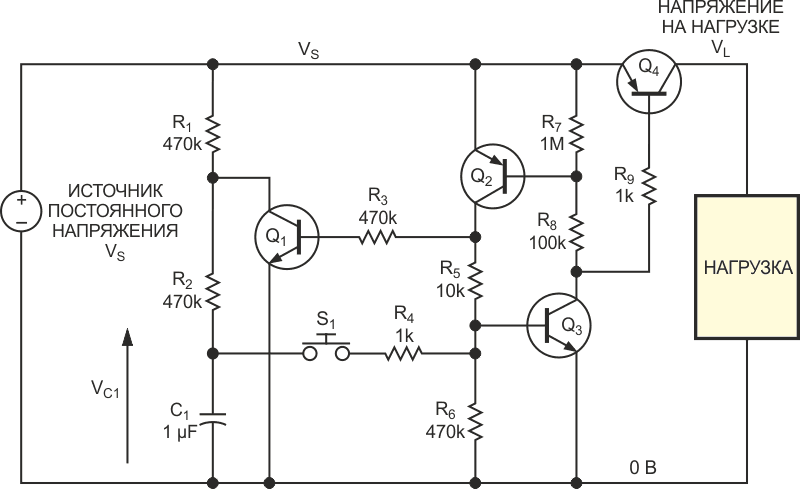 НАПРЯЖЕНИЕ
НА НАГРУЗКЕ
VL
VS
Q4
R1
470k
R7
1M
Q2
R9
1k
+
−
ИСТОЧНИК
ПОСТОЯННОГО
НАПРЯЖЕНИЯ
VS
R3
470k
Q1
R8
100k
R5
10k
НАГРУЗКА
R2
470k
S1
R4
1k
Q3
VC1
C1
1 µF
R6
470k
0 В